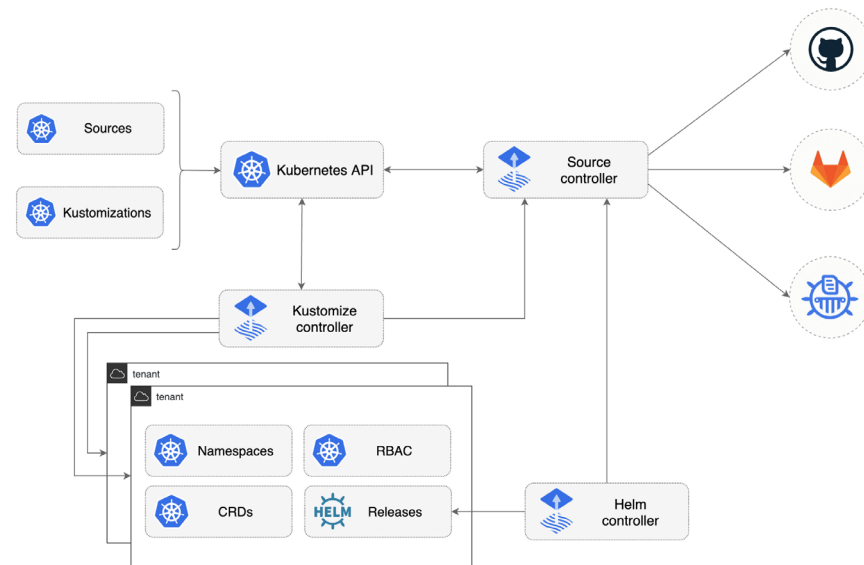 Sources
Kustomizations
Kubernetes API
Source
controller
Kustomize
controller
tenant
tenant
Namespaces
RBAC
CRDs
HELM
Releases
Helm
controller